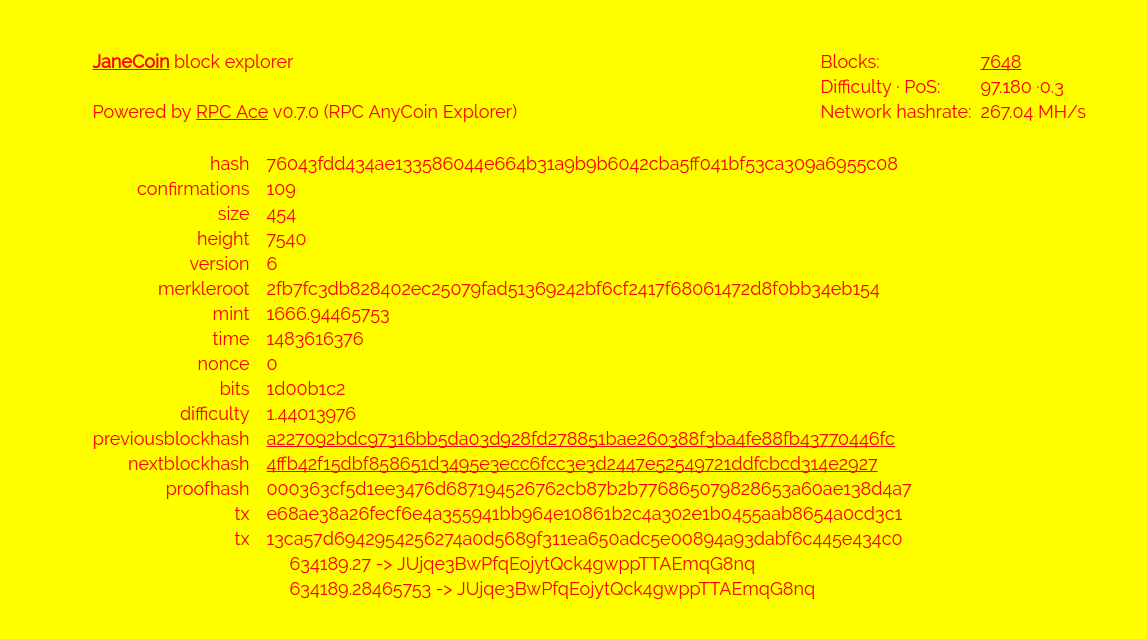 JaneCoin block explorer
Powered by RPC Ace v0.7.0 (RPC AnyCoin Explorer)
Blocks: 7648
Difficulty · PoS: 97.180 ·0.3
Network hashrate: 267.04 MH/s
hash 76043fdd434ae133586044e664b31a9b9b6042cba5ff041bf53ca309a6955c08
confirmations 109
size 454
height 7540
version 6
merkleroot 2fb7fc3db828402ec25079fad51369242bf6cf2417f68061472d8f0bb34eb154
mint 1666.94465753
time 1483616376
nonce 0
bits 1d00b1c2
difficulty 1.44013976
previousblockhash a227092bdc97316bb5da03d928fd278851bae260388f3ba4fe88fb43770446fc
nextblockhash 4ffb42f15dbf858651d3495e3ecc6fcc3e3d2447e52549721ddfcbcd314e2927
proofhash 000363cf5d1ee3476d687194526762cb87b2b776865079828653a60ae138d4a7
tx e68ae38a26fecf6e4a355941bb964e10861b2c4a302e1b0455aab8654a0cd3c1
tx 13ca57d6942954256274a0d5689f311ea650adc5e00894a93dabf6c445e434c0
634189.27 -> JUjqe3BwPfqEojytQck4gwppTTAEmqG8nq
634189.28465753 -> JUjqe3BwPfqEojytQck4gwppTTAEmqG8nq